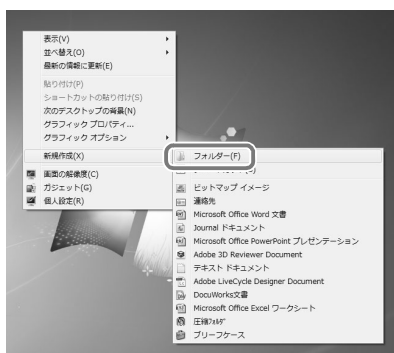 表示(V)
並べ替え(O)
最新の情報に更新(E)
貼り付け(P)
ショートカットの貼り付け(S)
次のデスクトップの背景(N)
グラフィック プロパティ...
グラフィック オプション
新規作成(X)
画面の解像度(C)
ガジェット(G)
個人設定(R)
フォルダー(F)
ビットマップ イメージ
連絡先
Microsoft Office Word 文書
Journal ドキュメント
Microsoft Office PowerPoint プレゼンテーション
Adobe 3D Reviewer Document
テキスト ドキュメント
Adobe LiveCycle Designer Document
DocuWorks文書
Microsoft Office Excel ワークシート
圧縮ﾌｫﾙﾀﾞ
ブリーフケース